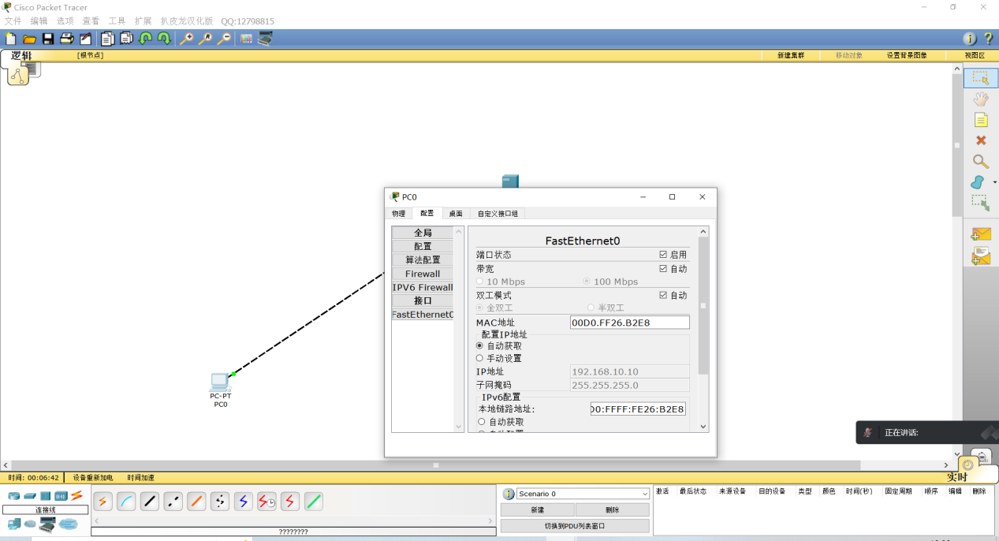 Cisco Packet Tracer
文件 编辑 选项 查看 工具 扩展 扒皮龙汉化版 QQ:12798815
逻辑 [根节点] 新建集群 移动对象 设置背景图像 视图区
PC0
物理 配置 桌面 自定义接口组
全局
配置
算法配置
Firewall
IPV6 Firewall
接口
FastEthernet0
FastEthernet0
端口状态 启用
带宽 自动
10 Mbps 100 Mbps
双工模式 自动
全双工 半双工
MAC地址 00D0.FF26.B2E8
配置IP地址
自动获取
手动设置
IP地址 192.168.10.10
子网掩码 255.255.255.0
IPv6配置
本地链路地址: D0:FFFF:FE26:B2E8
自动获取
PC-PT
PC0
正在讲话:
时间: 00:06:42 设备重新加电 时间加速 实时
连接线
????????
Scenario 0
新建 删除
切换到PDU列表窗口
激活 最后状态 来源设备 目的设备 类型 颜色 时间(秒) 固定周期 顺序 编辑 删除